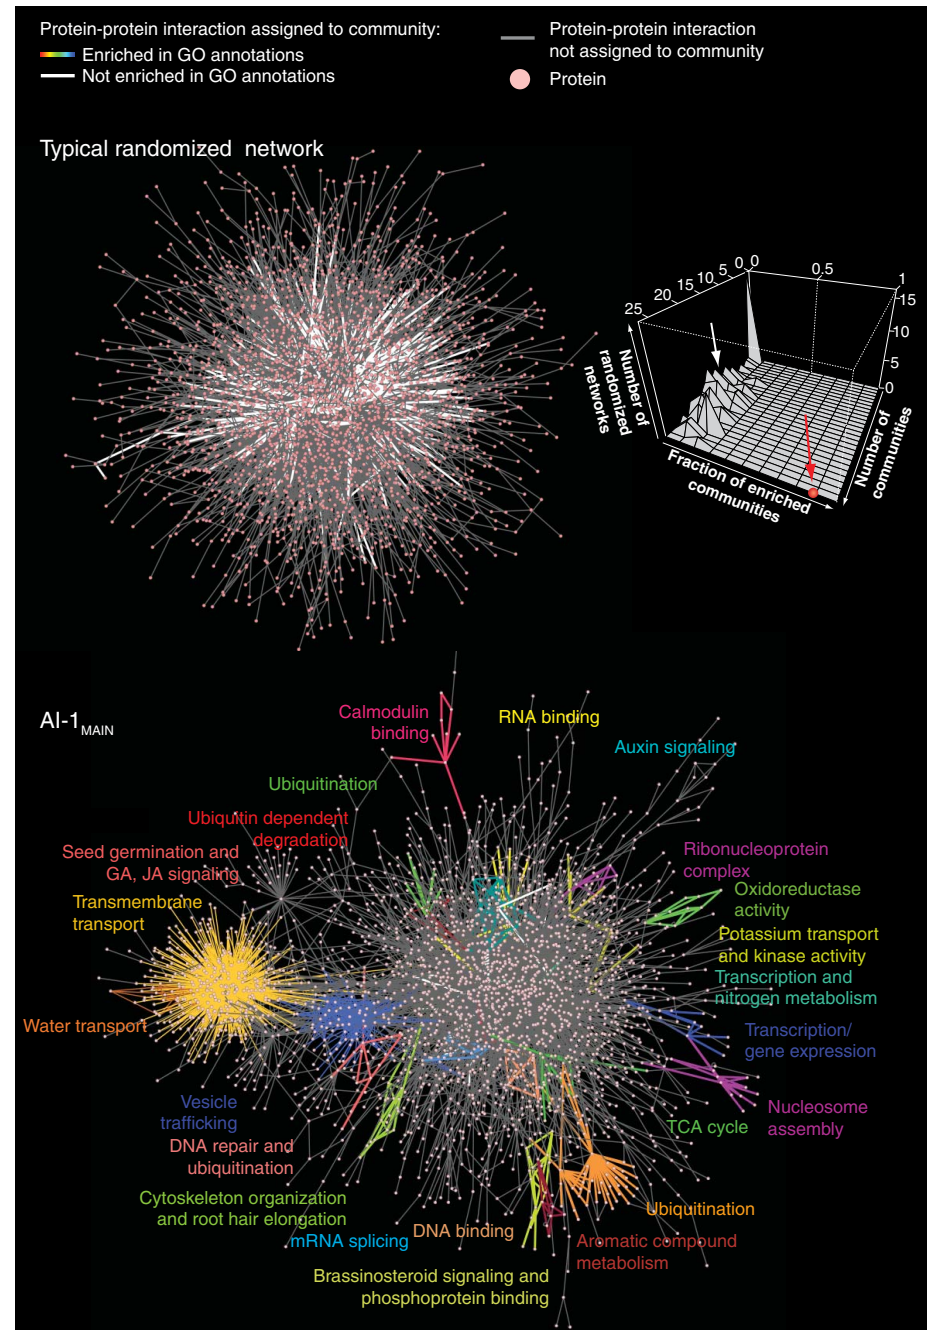 Protein-protein interaction assigned to community:
Enriched in GO annotations
Not enriched in GO annotations
Protein-protein interaction
not assigned to community
Protein
Typical randomized network
25 20 15 10 5 0 0 0.5 1
15
10
5
0
Number of
randomized
networks
Fraction of enriched
communities
Number of
communities
AI-1MAIN
Calmodulin
binding
RNA binding
Auxin signaling
Ubiquitination
Ubiquitin dependent
degradation
Seed germination and
GA, JA signaling
Transmembrane
transport
Water transport
Ribonucleoprotein
complex
Oxidoreductase
activity
Potassium transport
and kinase activity
Transcription and
nitrogen metabolism
Transcription/
gene expression
Nucleosome
assembly
TCA cycle
Vesicle
trafficking
DNA repair and
ubiquitination
Cytoskeleton organization
and root hair elongation
mRNA splicing
DNA binding
Ubiquitination
Aromatic compound
metabolism
Brassinosteroid signaling and
phosphoprotein binding